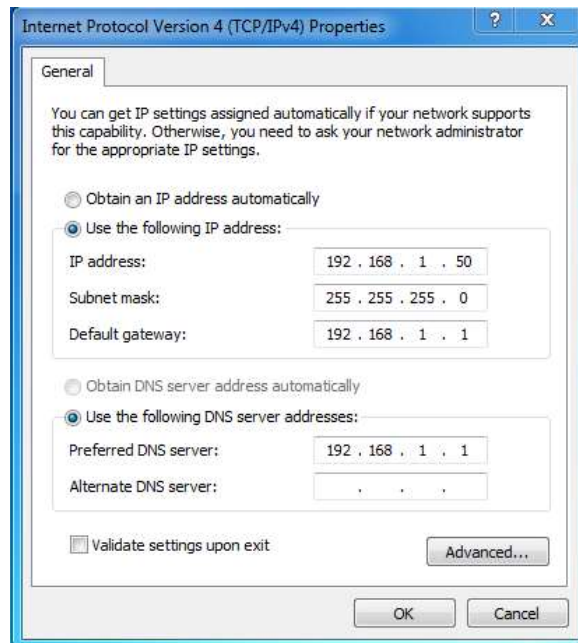 Internet Protocol Version 4 (TCP/IPv4) Properties
General
You can get IP settings assigned automatically if your network supports
this capability. Otherwise, you need to ask your network administrator
for the appropriate IP settings.
Obtain an IP address automatically
Use the following IP address:
IP address: 192 . 168 . 1 . 50
Subnet mask: 255 . 255 . 255 . 0
Default gateway: 192 . 168 . 1 . 1
Obtain DNS server address automatically
Use the following DNS server addresses:
Preferred DNS server: 192 . 168 . 1 . 1
Alternate DNS server: . . .
Validate settings upon exit
Advanced...
OK Cancel